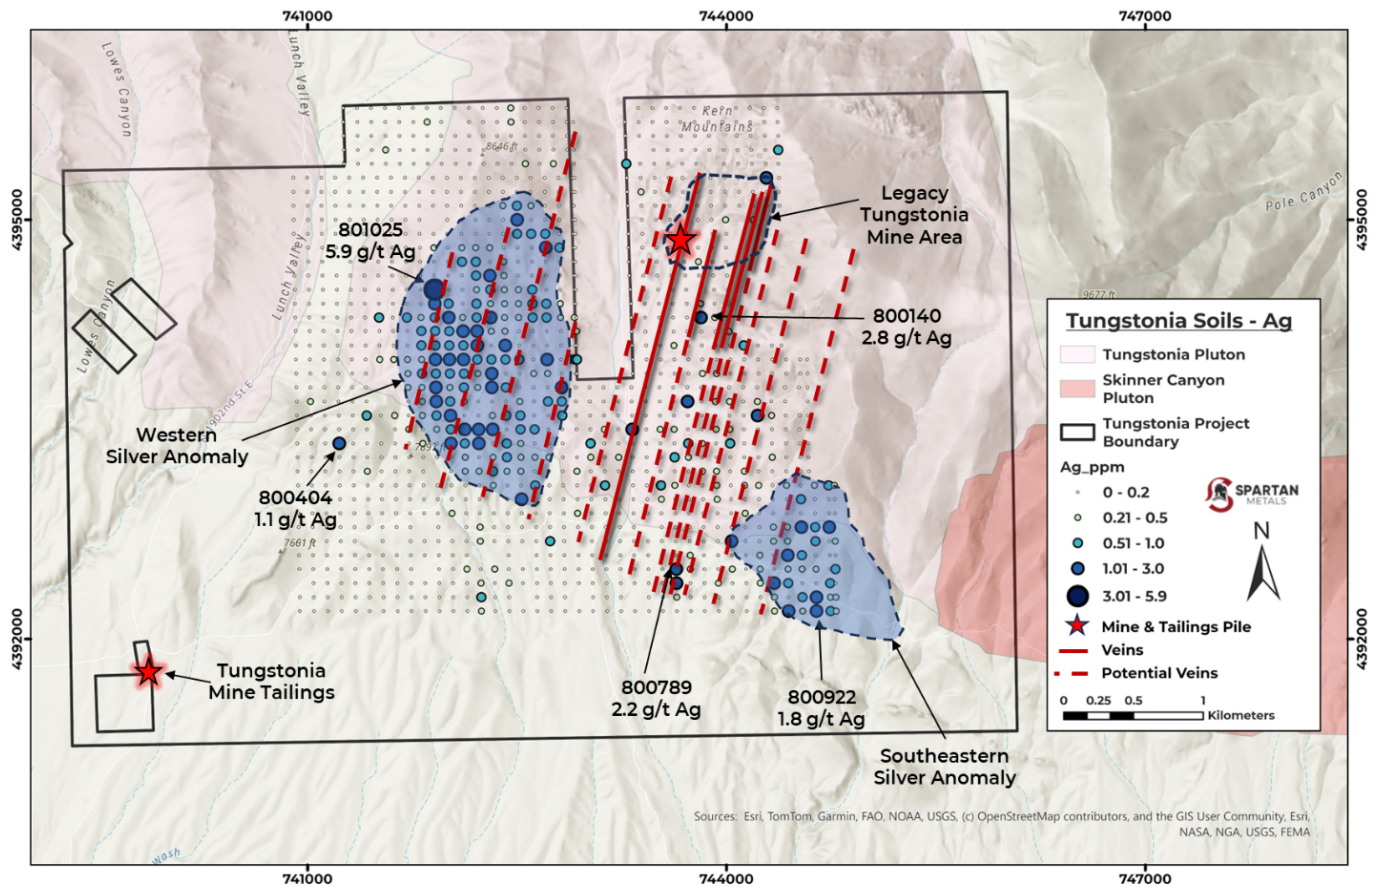 741000
744000
747000
Lowes Canyon
Lunch Valley
Kern
Mountains
8646 ft
Pole Canyon
4395000
4395000
Legacy
Tungstonia
Mine Area
801025
5.9 g/t Ag
Lunch Valley
Lowes Canyon
9677 ft
800140
2.8 g/t Ag
1902nd St E
Western
Silver Anomaly
800404
1.1 g/t Ag
7661 ft
Tungstonia Soils - Ag
Tungstonia Pluton
Skinner Canyon
Pluton
Tungstonia Project
Boundary
Ag_ppm
0 - 0.2
0.21 - 0.5
0.51 - 1.0
1.01 - 3.0
3.01 - 5.9
Mine & Tailings Pile
Veins
Potential Veins
0 0.25 0.5 1
Kilometers
SPARTAN
METALS
N
4392000
4392000
Tungstonia
Mine Tailings
800789
2.2 g/t Ag
800922
1.8 g/t Ag
Southeastern
Silver Anomaly
Sources: Esri, TomTom, Garmin, FAO, NOAA, USGS, (c) OpenStreetMap contributors, and the GIS User Community, Esri,
NASA, NGA, USGS, FEMA
Wash
741000
744000
747000